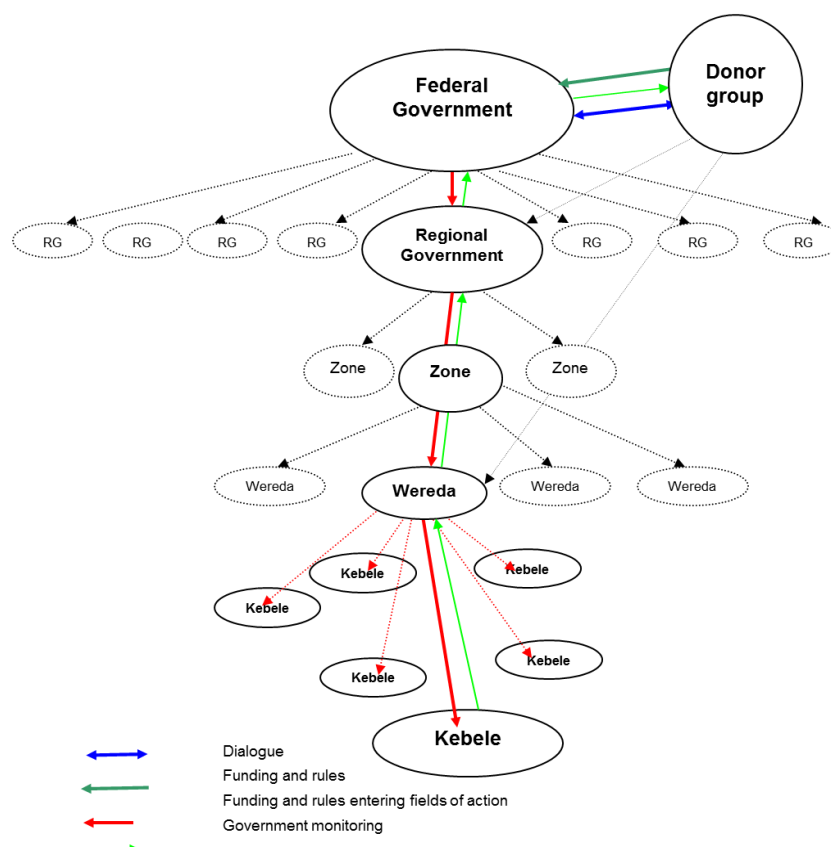 Federal
Government
Donor
group
RG
RG
RG
RG
Regional
Government
RG
RG
RG
Zone
Zone
Zone
Wereda
Wereda
Wereda
Wereda
Kebele
Kebele
Kebele
Kebele
Kebele
Kebele
Dialogue
Funding and rules
Funding and rules entering fields of action
Government monitoring